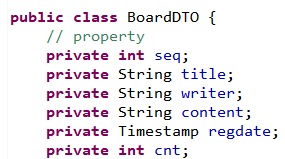 public class BoardDTO {
// property
private int seq;
private String title;
private String writer;
private String content;
private Timestamp regdate;
private int cnt;